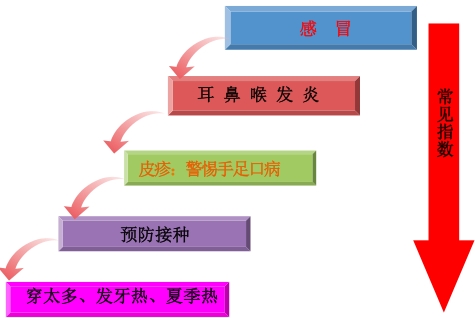 感 冒
耳 鼻 喉 发 炎
皮疹：警惕手足口病
预防接种
穿太多、发牙热、夏季热
常见指数